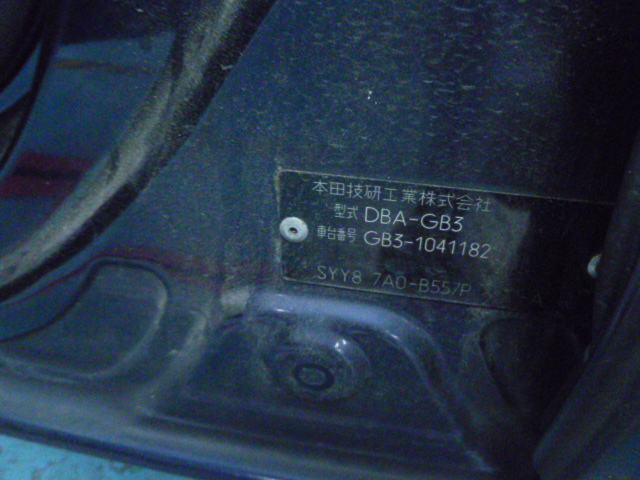 本田技研工業株式会社
型式 DBA-GB3
車台番号 GB3-1041182
SYY8 7A0-B55/P A